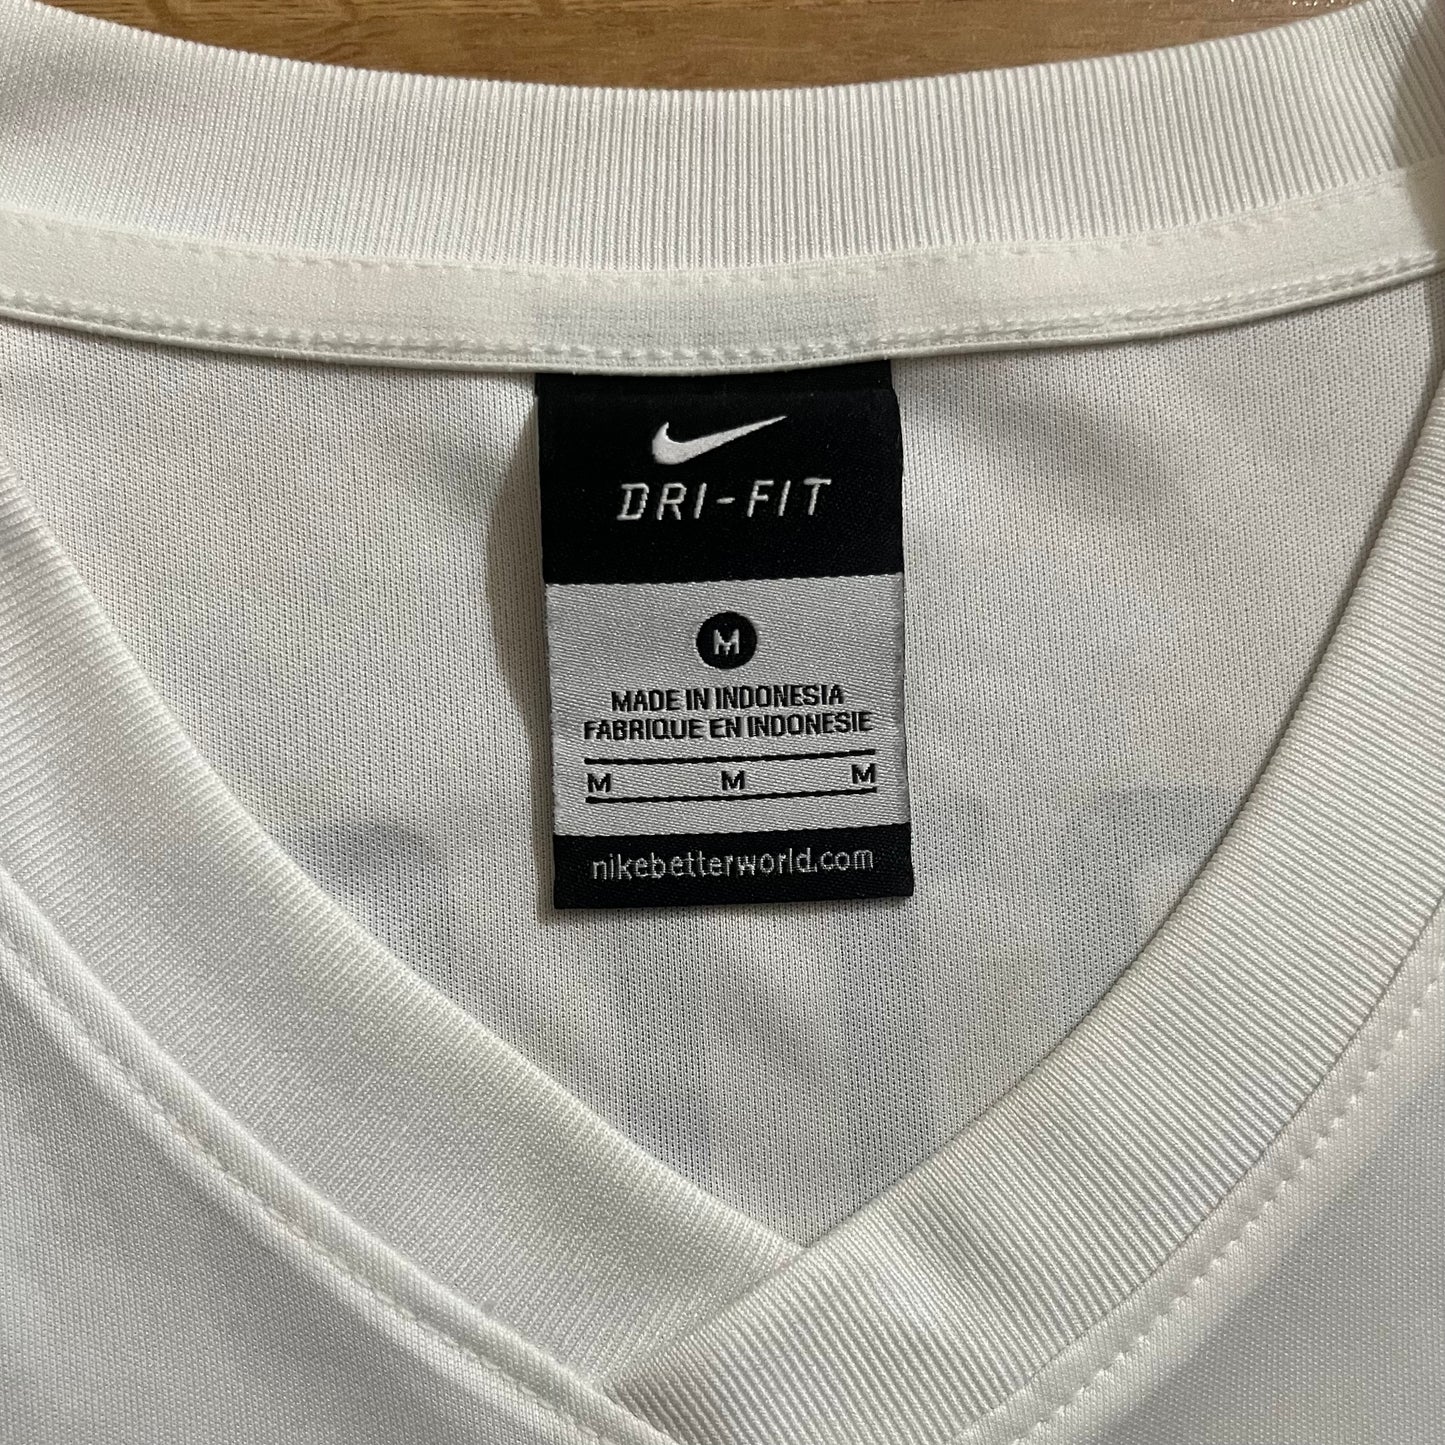 DRI-FIT
M
MADE IN INDONESIA
FABRIQUE EN INDONESIE
M M M
nikebetterworld.com